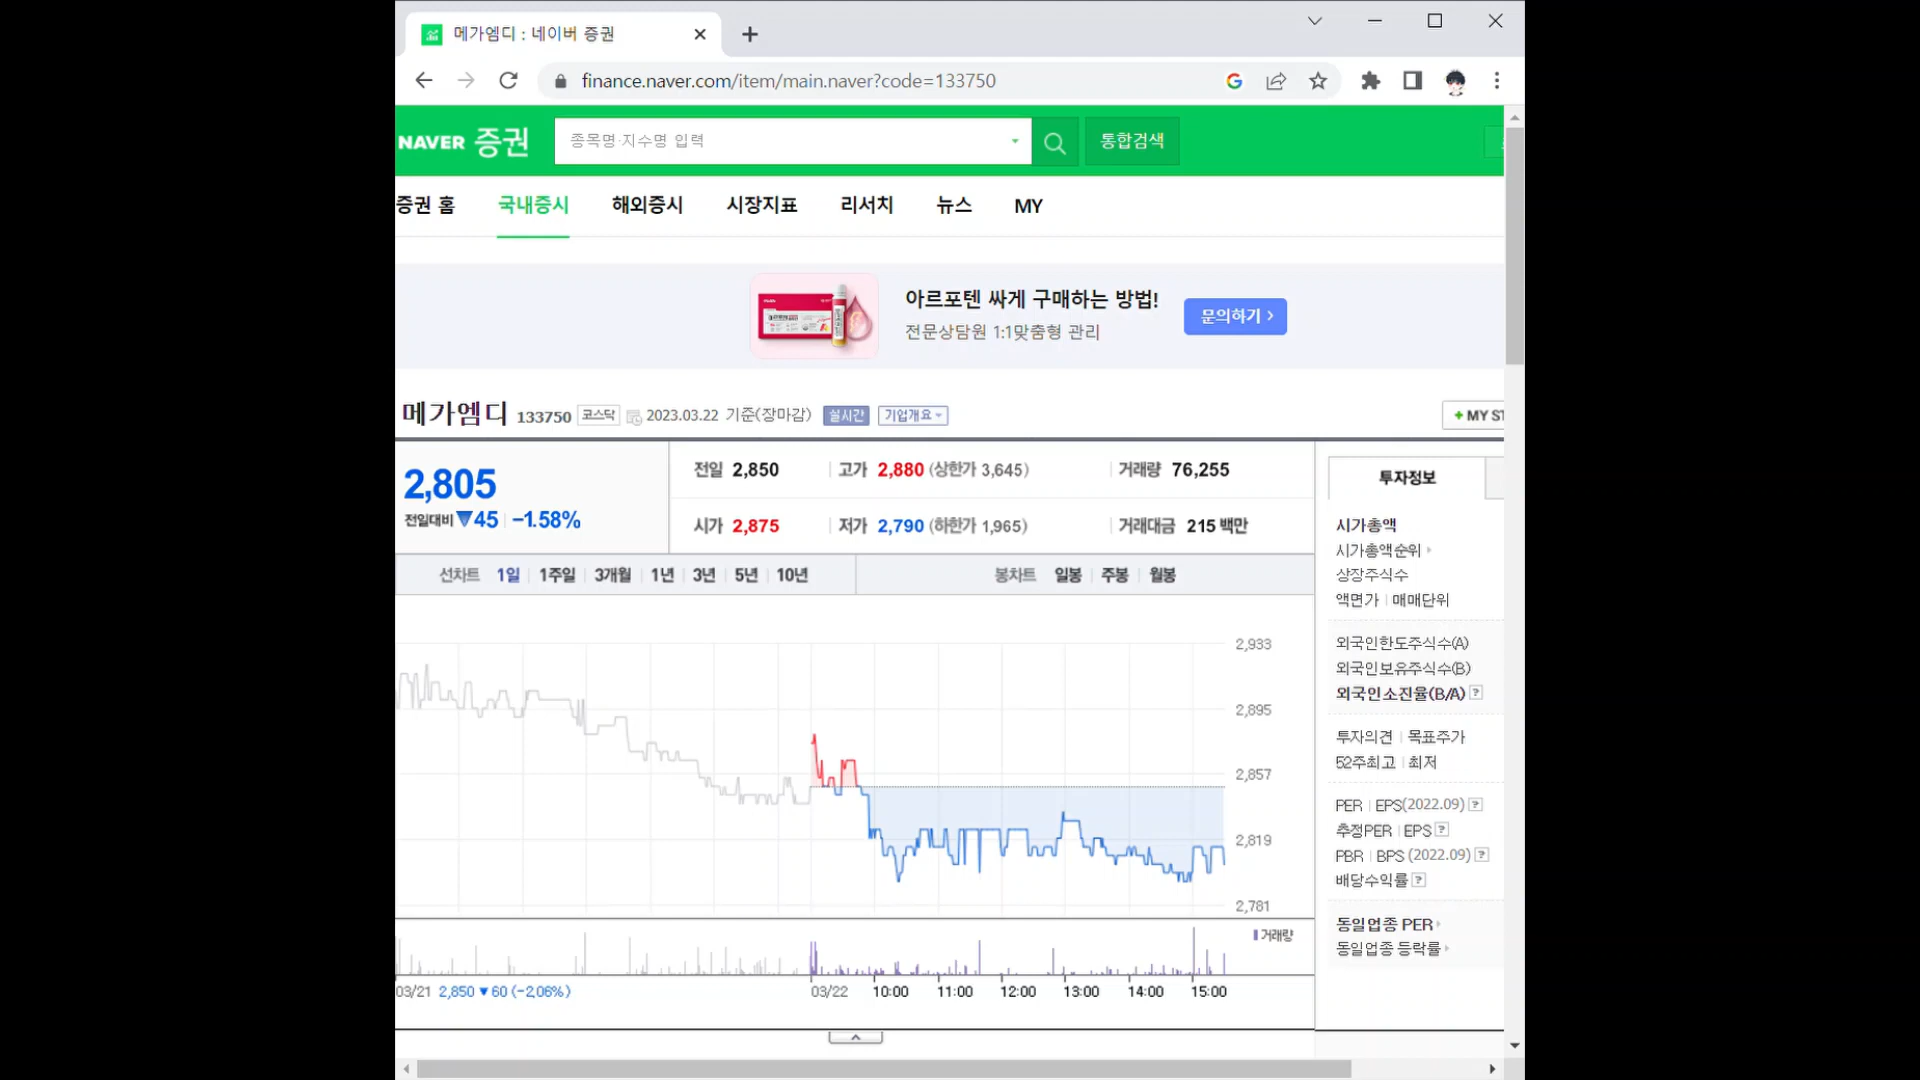 메가엠디 : 네이버 증권
finance.naver.com/item/main.naver?code=133750
NAVER 증권
종목명·지수명 입력
통합검색
증권 홈 국내증시 해외증시 시장지표 리서치 뉴스 MY
아르포텐 싸게 구매하는 방법!
전문상담원 1:1맞춤형 관리
문의하기 >
메가엠디 133750 코스닥 2023.03.22 기준(장마감) 실시간 기업개요
+ MY ST
2,805
전일대비 ▼45 -1.58%
전일 2,850 고가 2,880 (상한가 3,645) 거래량 76,255
시가 2,875 저가 2,790 (하한가 1,965) 거래대금 215 백만
선차트 1일 1주일 3개월 1년 3년 5년 10년 봉차트 일봉 주봉 월봉
2,933
2,895
2,857
2,819
2,781
거래량
03/21 2,850 ▼ 60 (-2.06%) 03/22 10:00 11:00 12:00 13:00 14:00 15:00
투자정보
시가총액
시가총액순위
상장주식수
액면가 | 매매단위
외국인한도주식수(A)
외국인보유주식수(B)
외국인소진율(B/A) ?
투자의견 | 목표주가
52주최고 | 최저
PER | EPS(2022.09) ?
추정PER | EPS ?
PBR | BPS (2022.09) ?
배당수익률 ?
동일업종 PER
동일업종 등락률